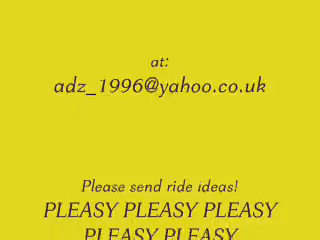 at:
adz_1996@yahoo.co.uk
Please send ride ideas!
PLEASY PLEASY PLEASY
PLEASY PLEASY